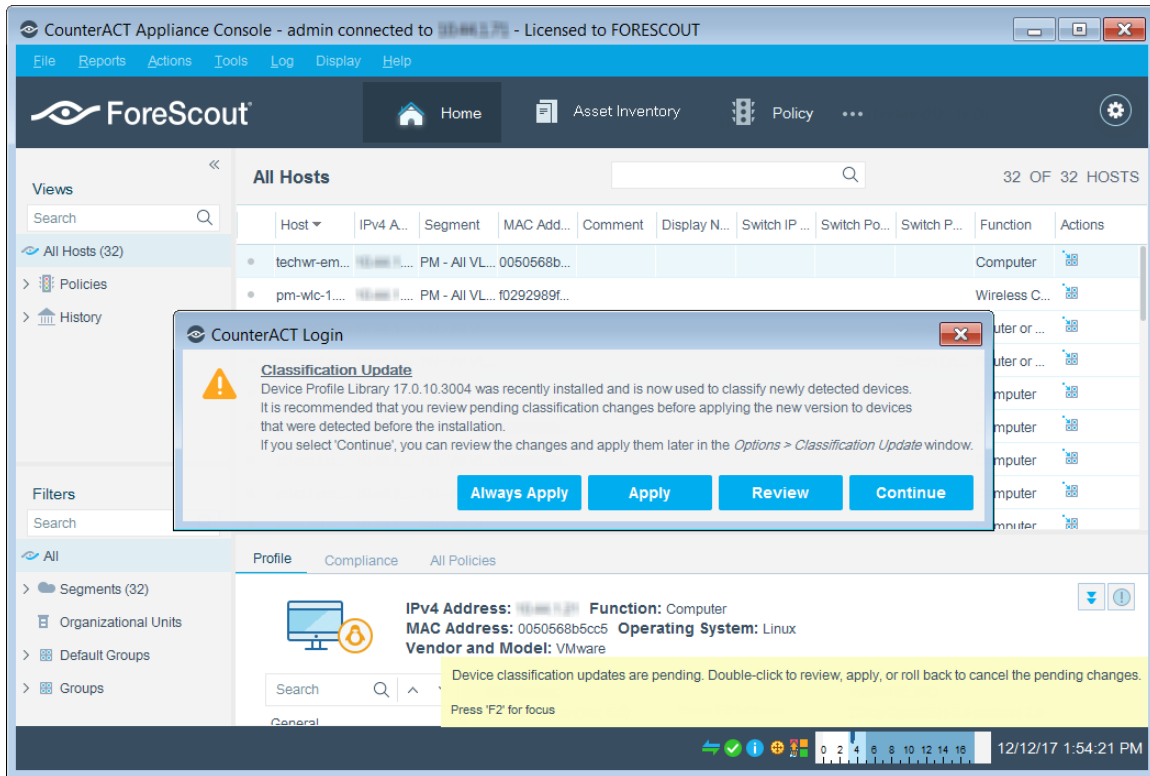 CounterACT Appliance Console - admin connected to - Licensed to FORESCOUT
File Reports Actions Tools Log Display Help
ForeScout
Home
Asset Inventory
Policy
•••
«
Views
Search
All Hosts (32)
Policies
History
All Hosts
32 OF 32 HOSTS
Host IPv4 A... Segment MAC Add... Comment Display N... Switch IP ... Switch Po... Switch P... Function Actions
techwr-em... .... PM - All VL... 0050568b... Computer
pm-wlc-1.... .... PM - All VL... f0292989f... Wireless C...
uter or ...
uter or ...
mputer
mputer
mputer
mputer
mputer
CounterACT Login
Classification Update
Device Profile Library 17.0.10.3004 was recently installed and is now used to classify newly detected devices.
It is recommended that you review pending classification changes before applying the new version to devices
that were detected before the installation.
If you select 'Continue', you can review the changes and apply them later in the Options > Classification Update window.
Always Apply
Apply
Review
Continue
Filters
Search
All
Segments (32)
Organizational Units
Default Groups
Groups
Profile Compliance All Policies
IPv4 Address: Function: Computer
MAC Address: 0050568b5cc5 Operating System: Linux
Vendor and Model: VMware
Search
General
Device classification updates are pending. Double-click to review, apply, or roll back to cancel the pending changes.
Press 'F2' for focus
0 2 4 6 8 10 12 14 16
12/12/17 1:54:21 PM